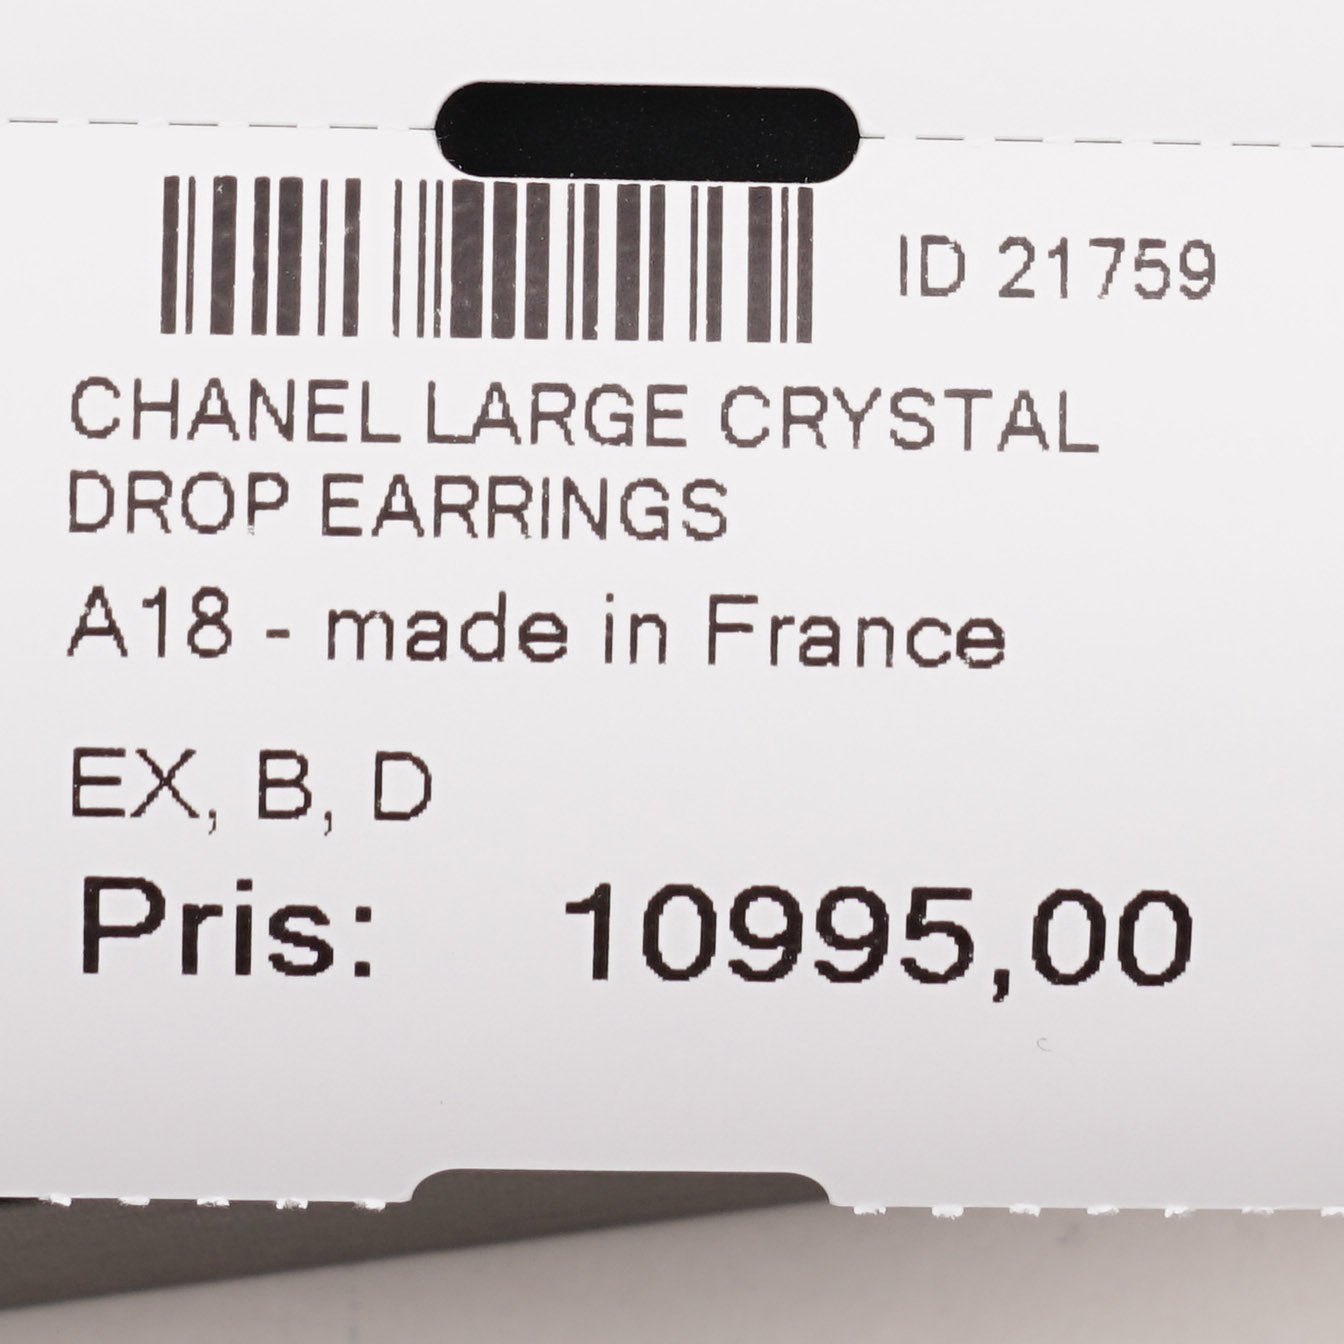 ID 21759
CHANEL LARGE CRYSTAL
DROP EARRINGS
A18 - made in France
EX, B, D
Pris: 10995,00